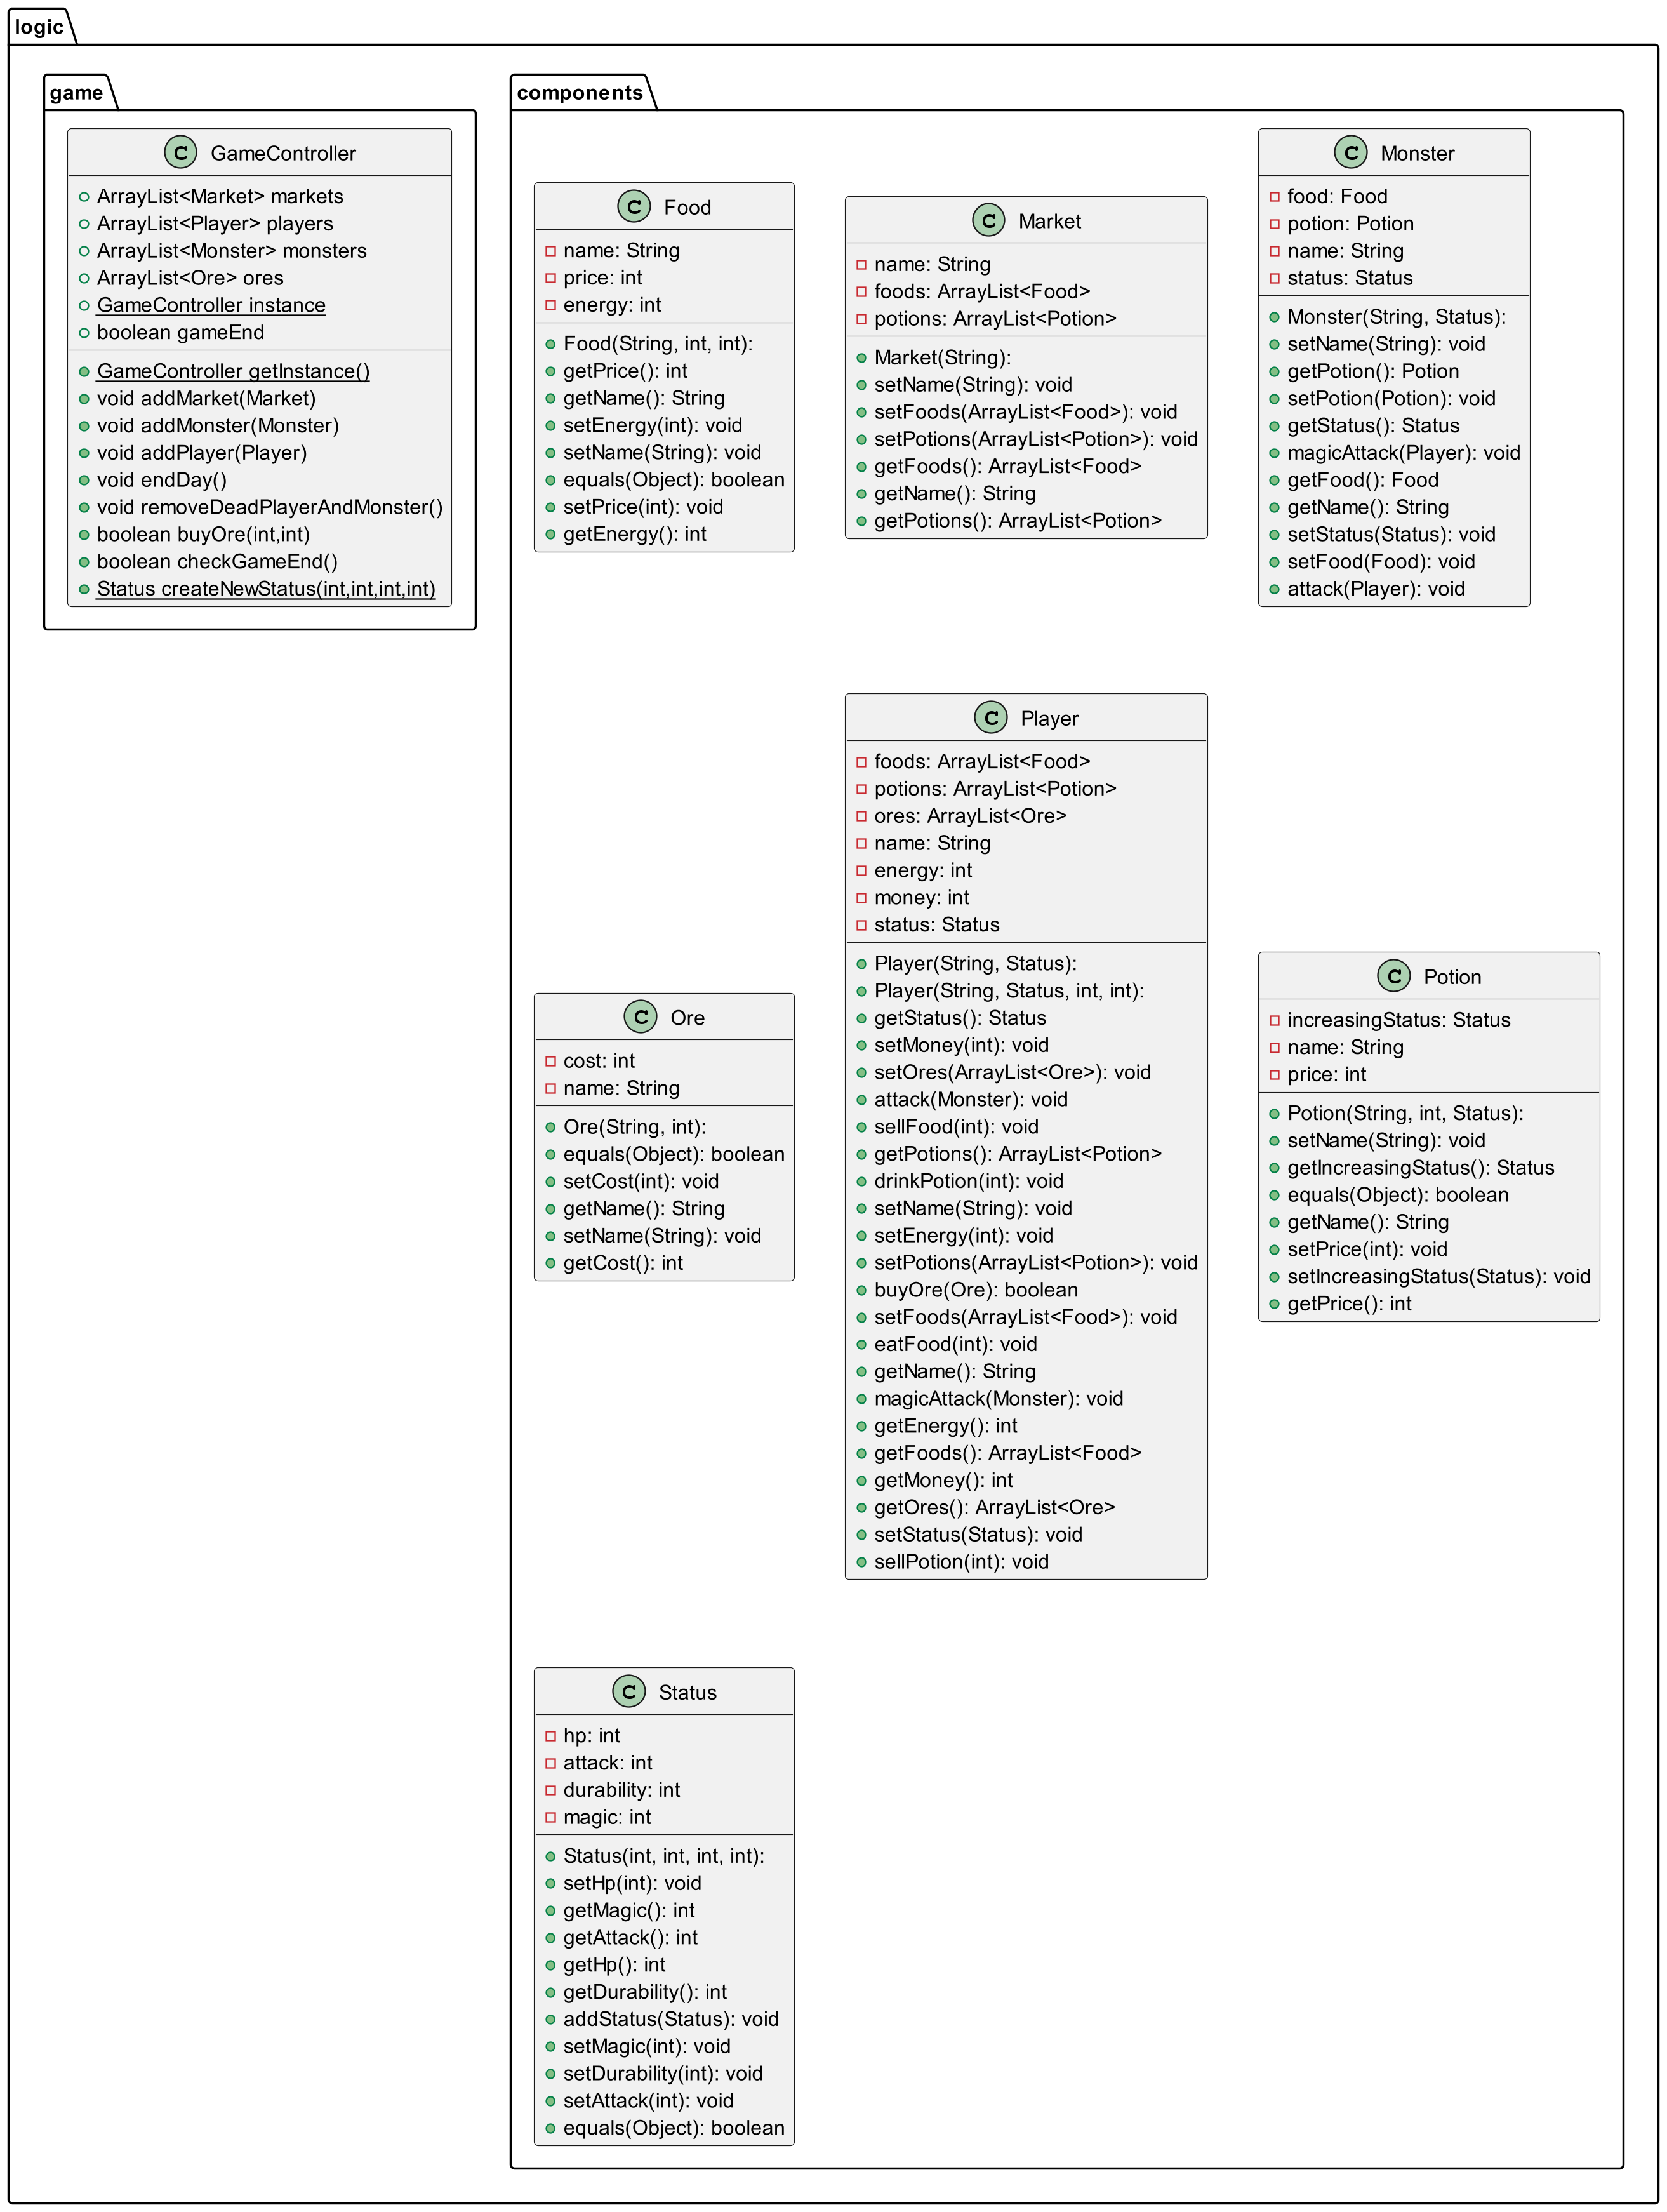 logic
game
C GameController
ArrayList<Market> markets
ArrayList<Player> players
ArrayList<Monster> monsters
ArrayList<Ore> ores
GameController instance
boolean gameEnd
GameController getInstance()
void addMarket(Market)
void addMonster(Monster)
void addPlayer(Player)
void endDay()
void removeDeadPlayerAndMonster()
boolean buyOre(int,int)
boolean checkGameEnd()
Status createNewStatus(int,int,int,int)
components
C Food
name: String
price: int
energy: int
Food(String, int, int):
getPrice(): int
getName(): String
setEnergy(int): void
setName(String): void
equals(Object): boolean
setPrice(int): void
getEnergy(): int
C Market
name: String
foods: ArrayList<Food>
potions: ArrayList<Potion>
Market(String):
setName(String): void
setFoods(ArrayList<Food>): void
setPotions(ArrayList<Potion>): void
getFoods(): ArrayList<Food>
getName(): String
getPotions(): ArrayList<Potion>
C Monster
food: Food
potion: Potion
name: String
status: Status
Monster(String, Status):
setName(String): void
getPotion(): Potion
setPotion(Potion): void
getStatus(): Status
magicAttack(Player): void
getFood(): Food
getName(): String
setStatus(Status): void
setFood(Food): void
attack(Player): void
C Ore
cost: int
name: String
Ore(String, int):
equals(Object): boolean
setCost(int): void
getName(): String
setName(String): void
getCost(): int
C Player
foods: ArrayList<Food>
potions: ArrayList<Potion>
ores: ArrayList<Ore>
name: String
energy: int
money: int
status: Status
Player(String, Status):
Player(String, Status, int, int):
getStatus(): Status
setMoney(int): void
setOres(ArrayList<Ore>): void
attack(Monster): void
sellFood(int): void
getPotions(): ArrayList<Potion>
drinkPotion(int): void
setName(String): void
setEnergy(int): void
setPotions(ArrayList<Potion>): void
buyOre(Ore): boolean
setFoods(ArrayList<Food>): void
eatFood(int): void
getName(): String
magicAttack(Monster): void
getEnergy(): int
getFoods(): ArrayList<Food>
getMoney(): int
getOres(): ArrayList<Ore>
setStatus(Status): void
sellPotion(int): void
C Potion
increasingStatus: Status
name: String
price: int
Potion(String, int, Status):
setName(String): void
getIncreasingStatus(): Status
equals(Object): boolean
getName(): String
setPrice(int): void
setIncreasingStatus(Status): void
getPrice(): int
C Status
hp: int
attack: int
durability: int
magic: int
Status(int, int, int, int):
setHp(int): void
getMagic(): int
getAttack(): int
getHp(): int
getDurability(): int
addStatus(Status): void
setMagic(int): void
setDurability(int): void
setAttack(int): void
equals(Object): boolean